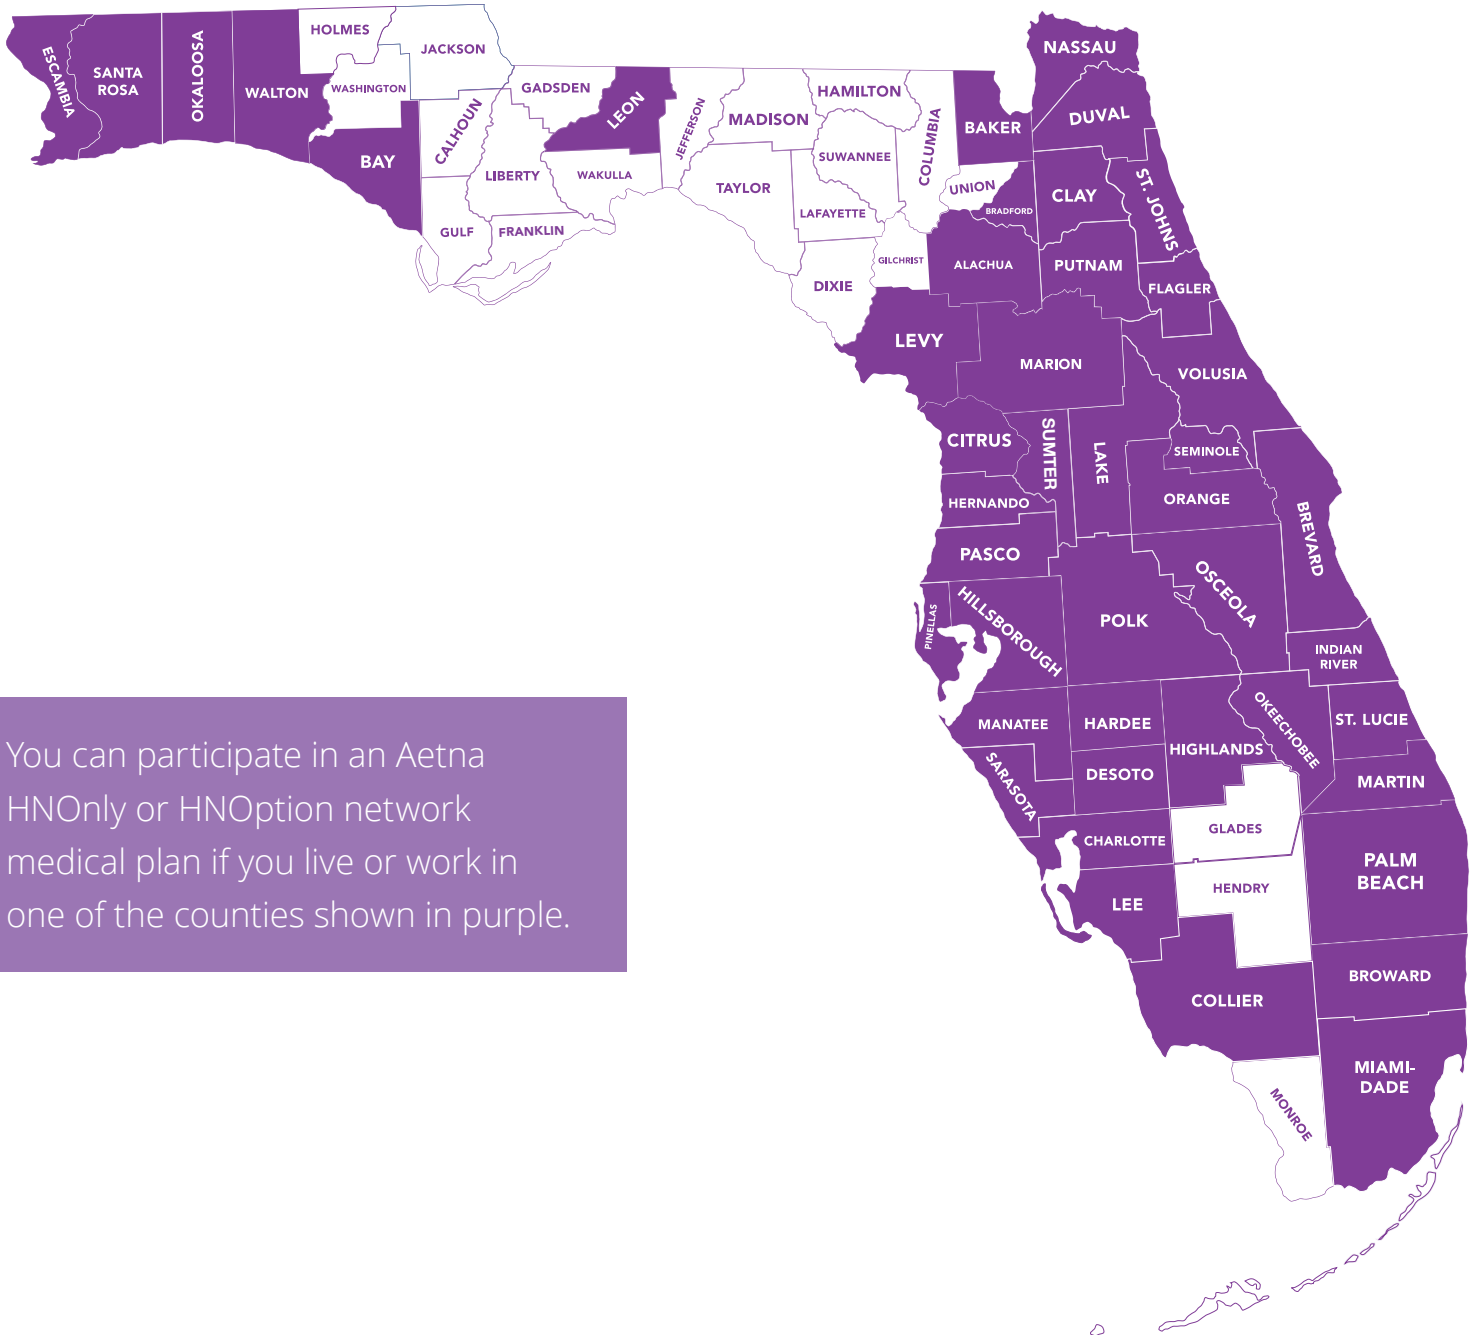 HOLMES
JACKSON
ESCAMBIA
SANTA
ROSA
OKALOOSA
WALTON
WASHINGTON
BAY
CALHOUN
GULF
GADSDEN
LIBERTY
FRANKLIN
LEON
WAKULLA
JEFFERSON
MADISON
TAYLOR
HAMILTON
SUWANNEE
LAFAYETTE
DIXIE
COLUMBIA
GILCHRIST
NASSAU
BAKER
DUVAL
UNION
BRADFORD
CLAY
ST. JOHNS
ALACHUA
PUTNAM
FLAGLER
LEVY
MARION
VOLUSIA
CITRUS
SUMTER
LAKE
SEMINOLE
HERNANDO
ORANGE
BREVARD
PASCO
PINELLAS
HILLSBOROUGH
POLK
OSCEOLA
INDIAN
RIVER
MANATEE
HARDEE
HIGHLANDS
OKEECHOBEE
ST. LUCIE
SARASOTA
DESOTO
MARTIN
CHARLOTTE
GLADES
PALM
BEACH
LEE
HENDRY
COLLIER
BROWARD
MIAMI-
DADE
MONROE
You can participate in an Aetna
HNOnly or HNOption network
medical plan if you live or work in
one of the counties shown in purple.